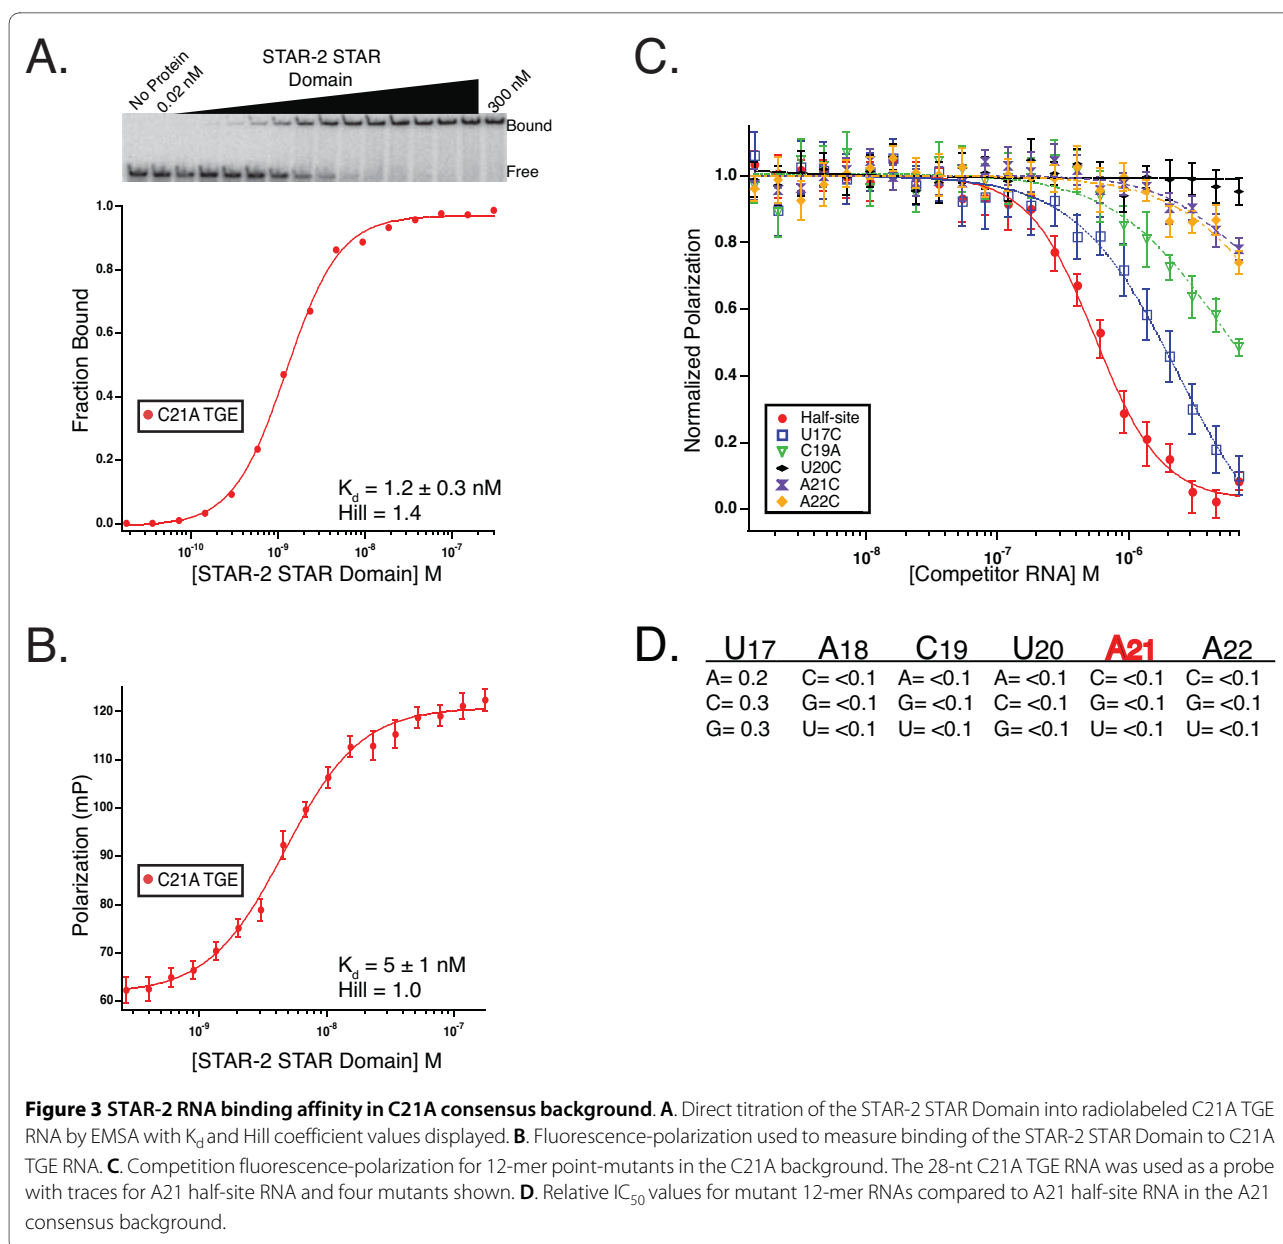 A.
No Protein
0.02 nM
STAR-2 STAR
Domain
300 nM
Bound
Free
Fraction Bound
1.0
0.8
0.6
0.4
0.2
0.0
C21A TGE
Kd = 1.2 ± 0.3 nM
Hill = 1.4
10-10
10-9
10-8
10-7
[STAR-2 STAR Domain] M
B.
Polarization (mP)
120
110
100
90
80
70
60
C21A TGE
Kd = 5 ± 1 nM
Hill = 1.0
10-9
10-8
10-7
[STAR-2 STAR Domain] M
C.
Normalized Polarization
1.0
0.8
0.6
0.4
0.2
0.0
Half-site
U17C
C19A
U20C
A21C
A22C
10-8
10-7
10-6
[Competitor RNA] M
D.
U17 A18 C19 U20 A21 A22
A= 0.2 C= <0.1 A= <0.1 A= <0.1 C= <0.1 C= <0.1
C= 0.3 G= <0.1 G= <0.1 C= <0.1 G= <0.1 G= <0.1
G= 0.3 U= <0.1 U= <0.1 G= <0.1 U= <0.1 U= <0.1
Figure 3 STAR-2 RNA binding affinity in C21A consensus background. A. Direct titration of the STAR-2 STAR Domain into radiolabeled C21A TGE
RNA by EMSA with Kd and Hill coefficient values displayed. B. Fluorescence-polarization used to measure binding of the STAR-2 STAR Domain to C21A
TGE RNA. C. Competition fluorescence-polarization for 12-mer point-mutants in the C21A background. The 28-nt C21A TGE RNA was used as a probe
with traces for A21 half-site RNA and four mutants shown. D. Relative IC50 values for mutant 12-mer RNAs compared to A21 half-site RNA in the A21
consensus background.